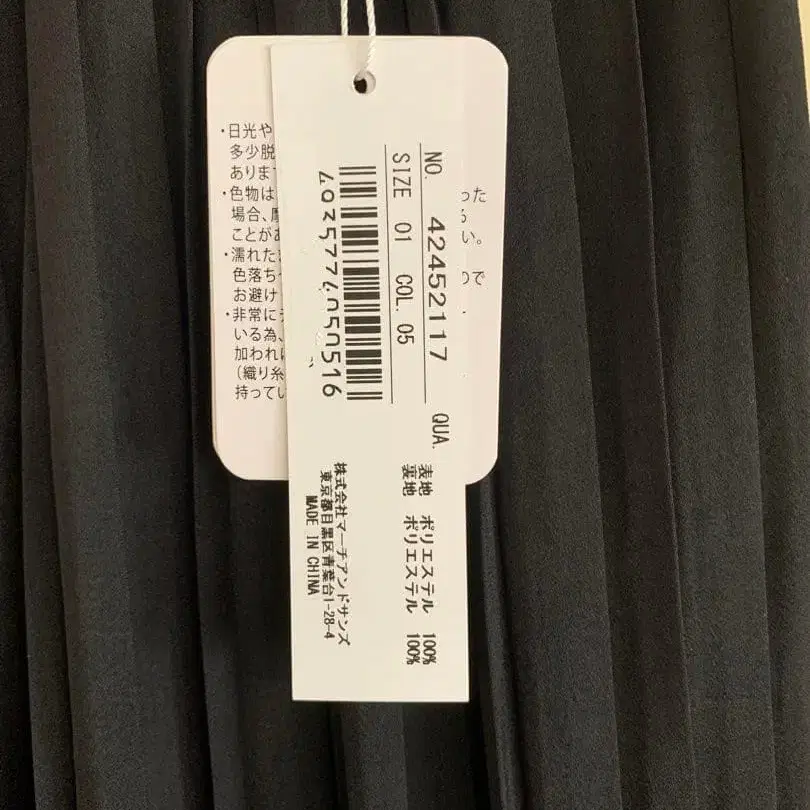 NO. 42452117 QUA.
SIZE 01 COL. 05
4935774050516
表地 ポリエステル 100%
裏地 ポリエステル 100%
株式会社マーチアンドサンズ
東京都目黒区青葉台1-28-4
MADE IN CHINA
・日光や
多少脱
ありま
・色物は った
場合、摩
ことがあ い。
・濡れた
色落ち ので
お避け
・非常に
いる為、
加われ
(織り糸
持ってい